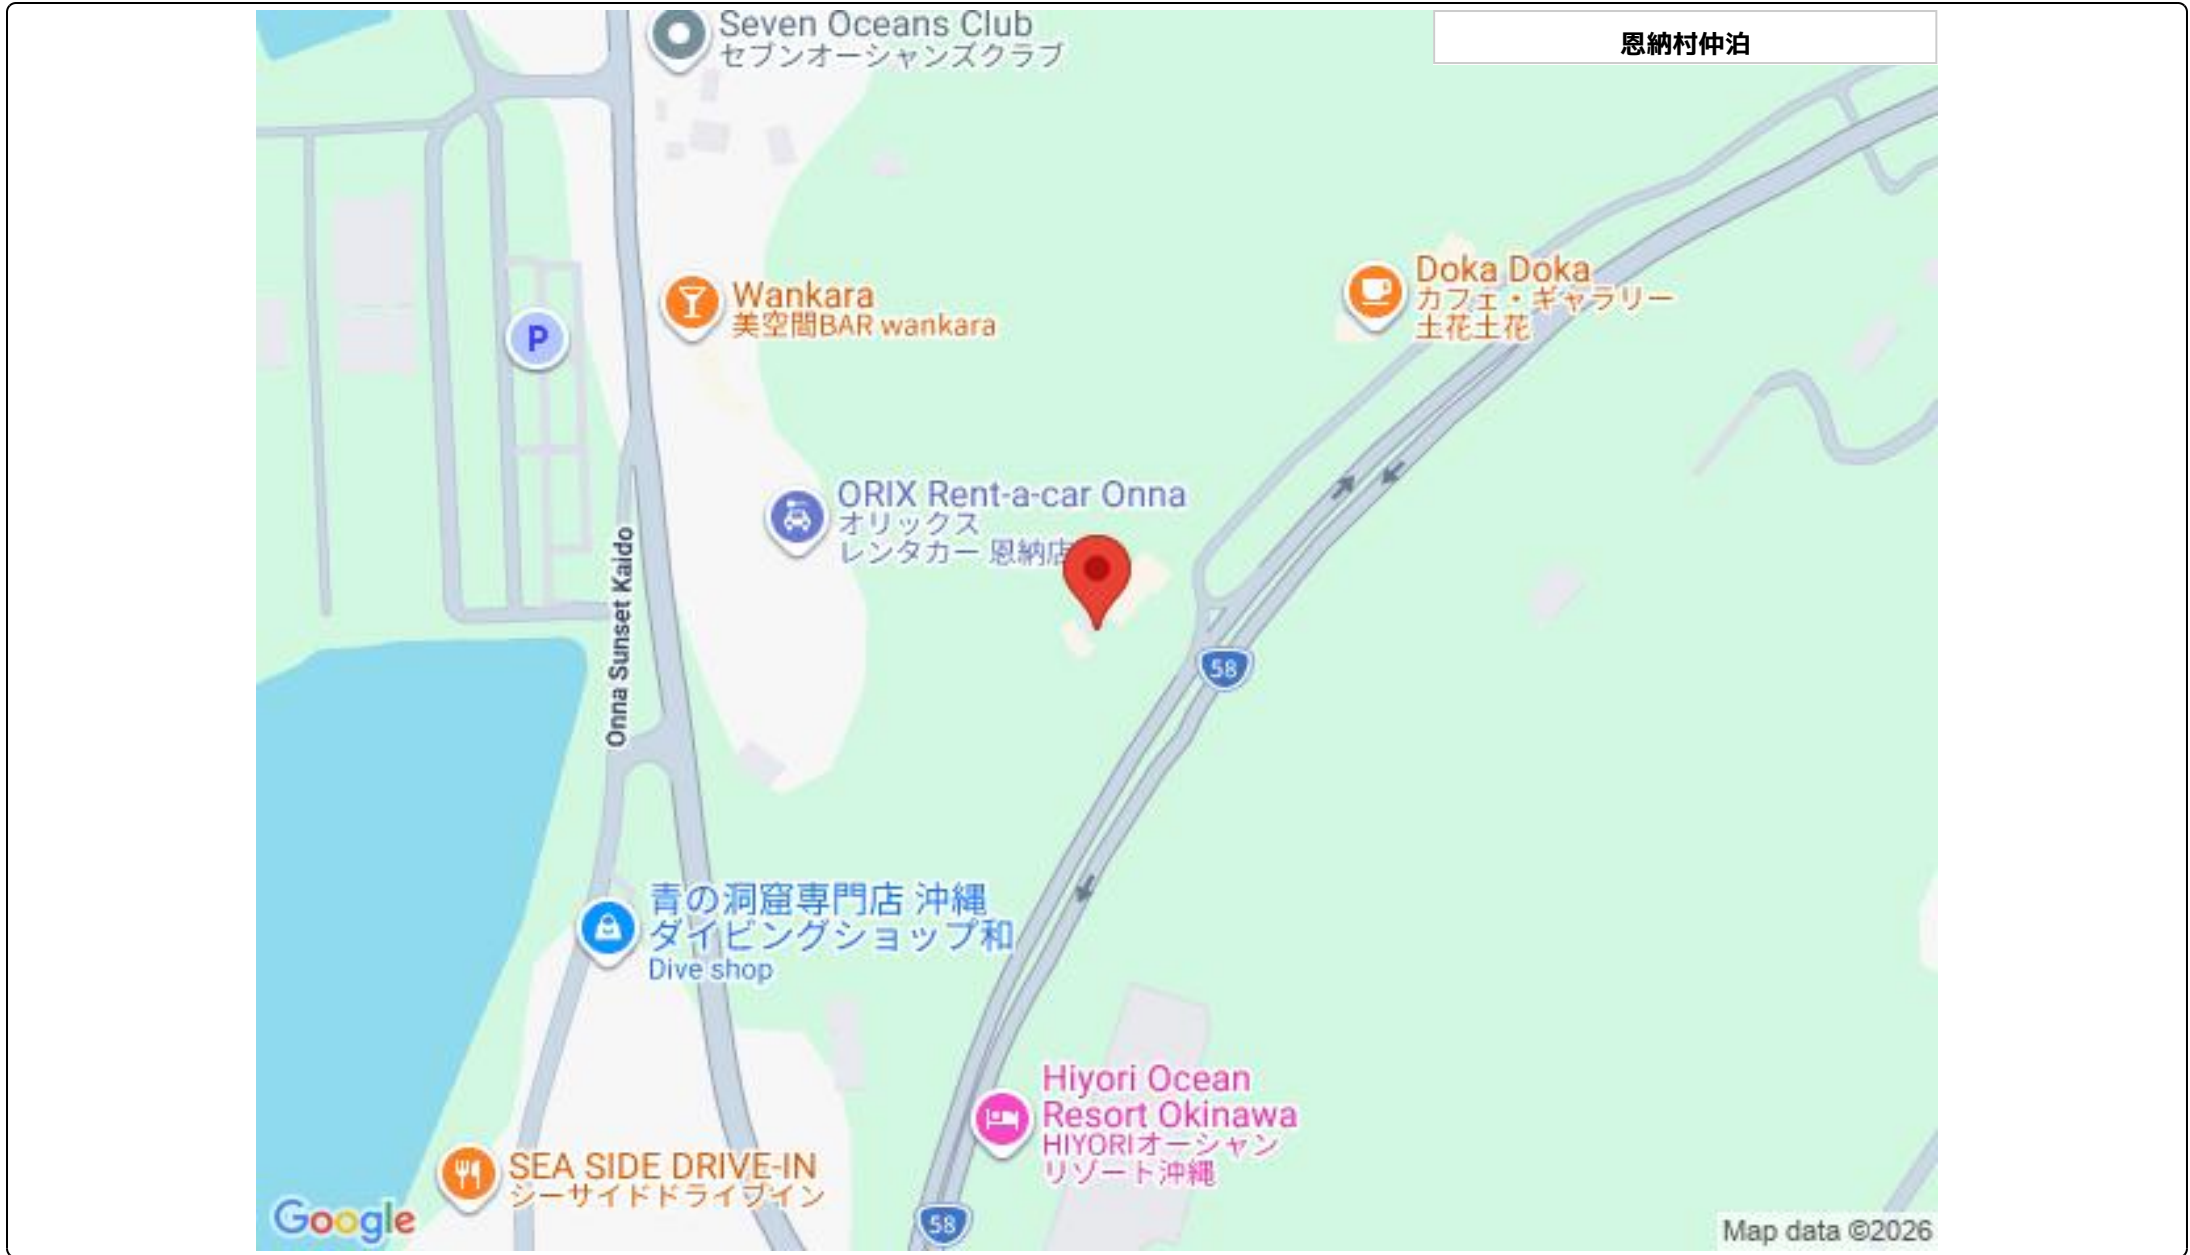 Seven Oceans Club
セブンオーシャンズクラブ
恩納村仲泊
Doka Doka
カフェ・ギャラリー
土花土花
Wankara
美空間BAR wankara
P
ORIX Rent-a-car Onna
オリックス
レンタカー 恩納店
Onna Sunset Kaido
58
青の洞窟専門店 沖縄
ダイビングショップ和
Dive shop
Hiyori Ocean
Resort Okinawa
HIYORIオーシャン
リゾート沖縄
SEA SIDE DRIVE-IN
シーサイドドライブイン
58
Google
Map data ©2026